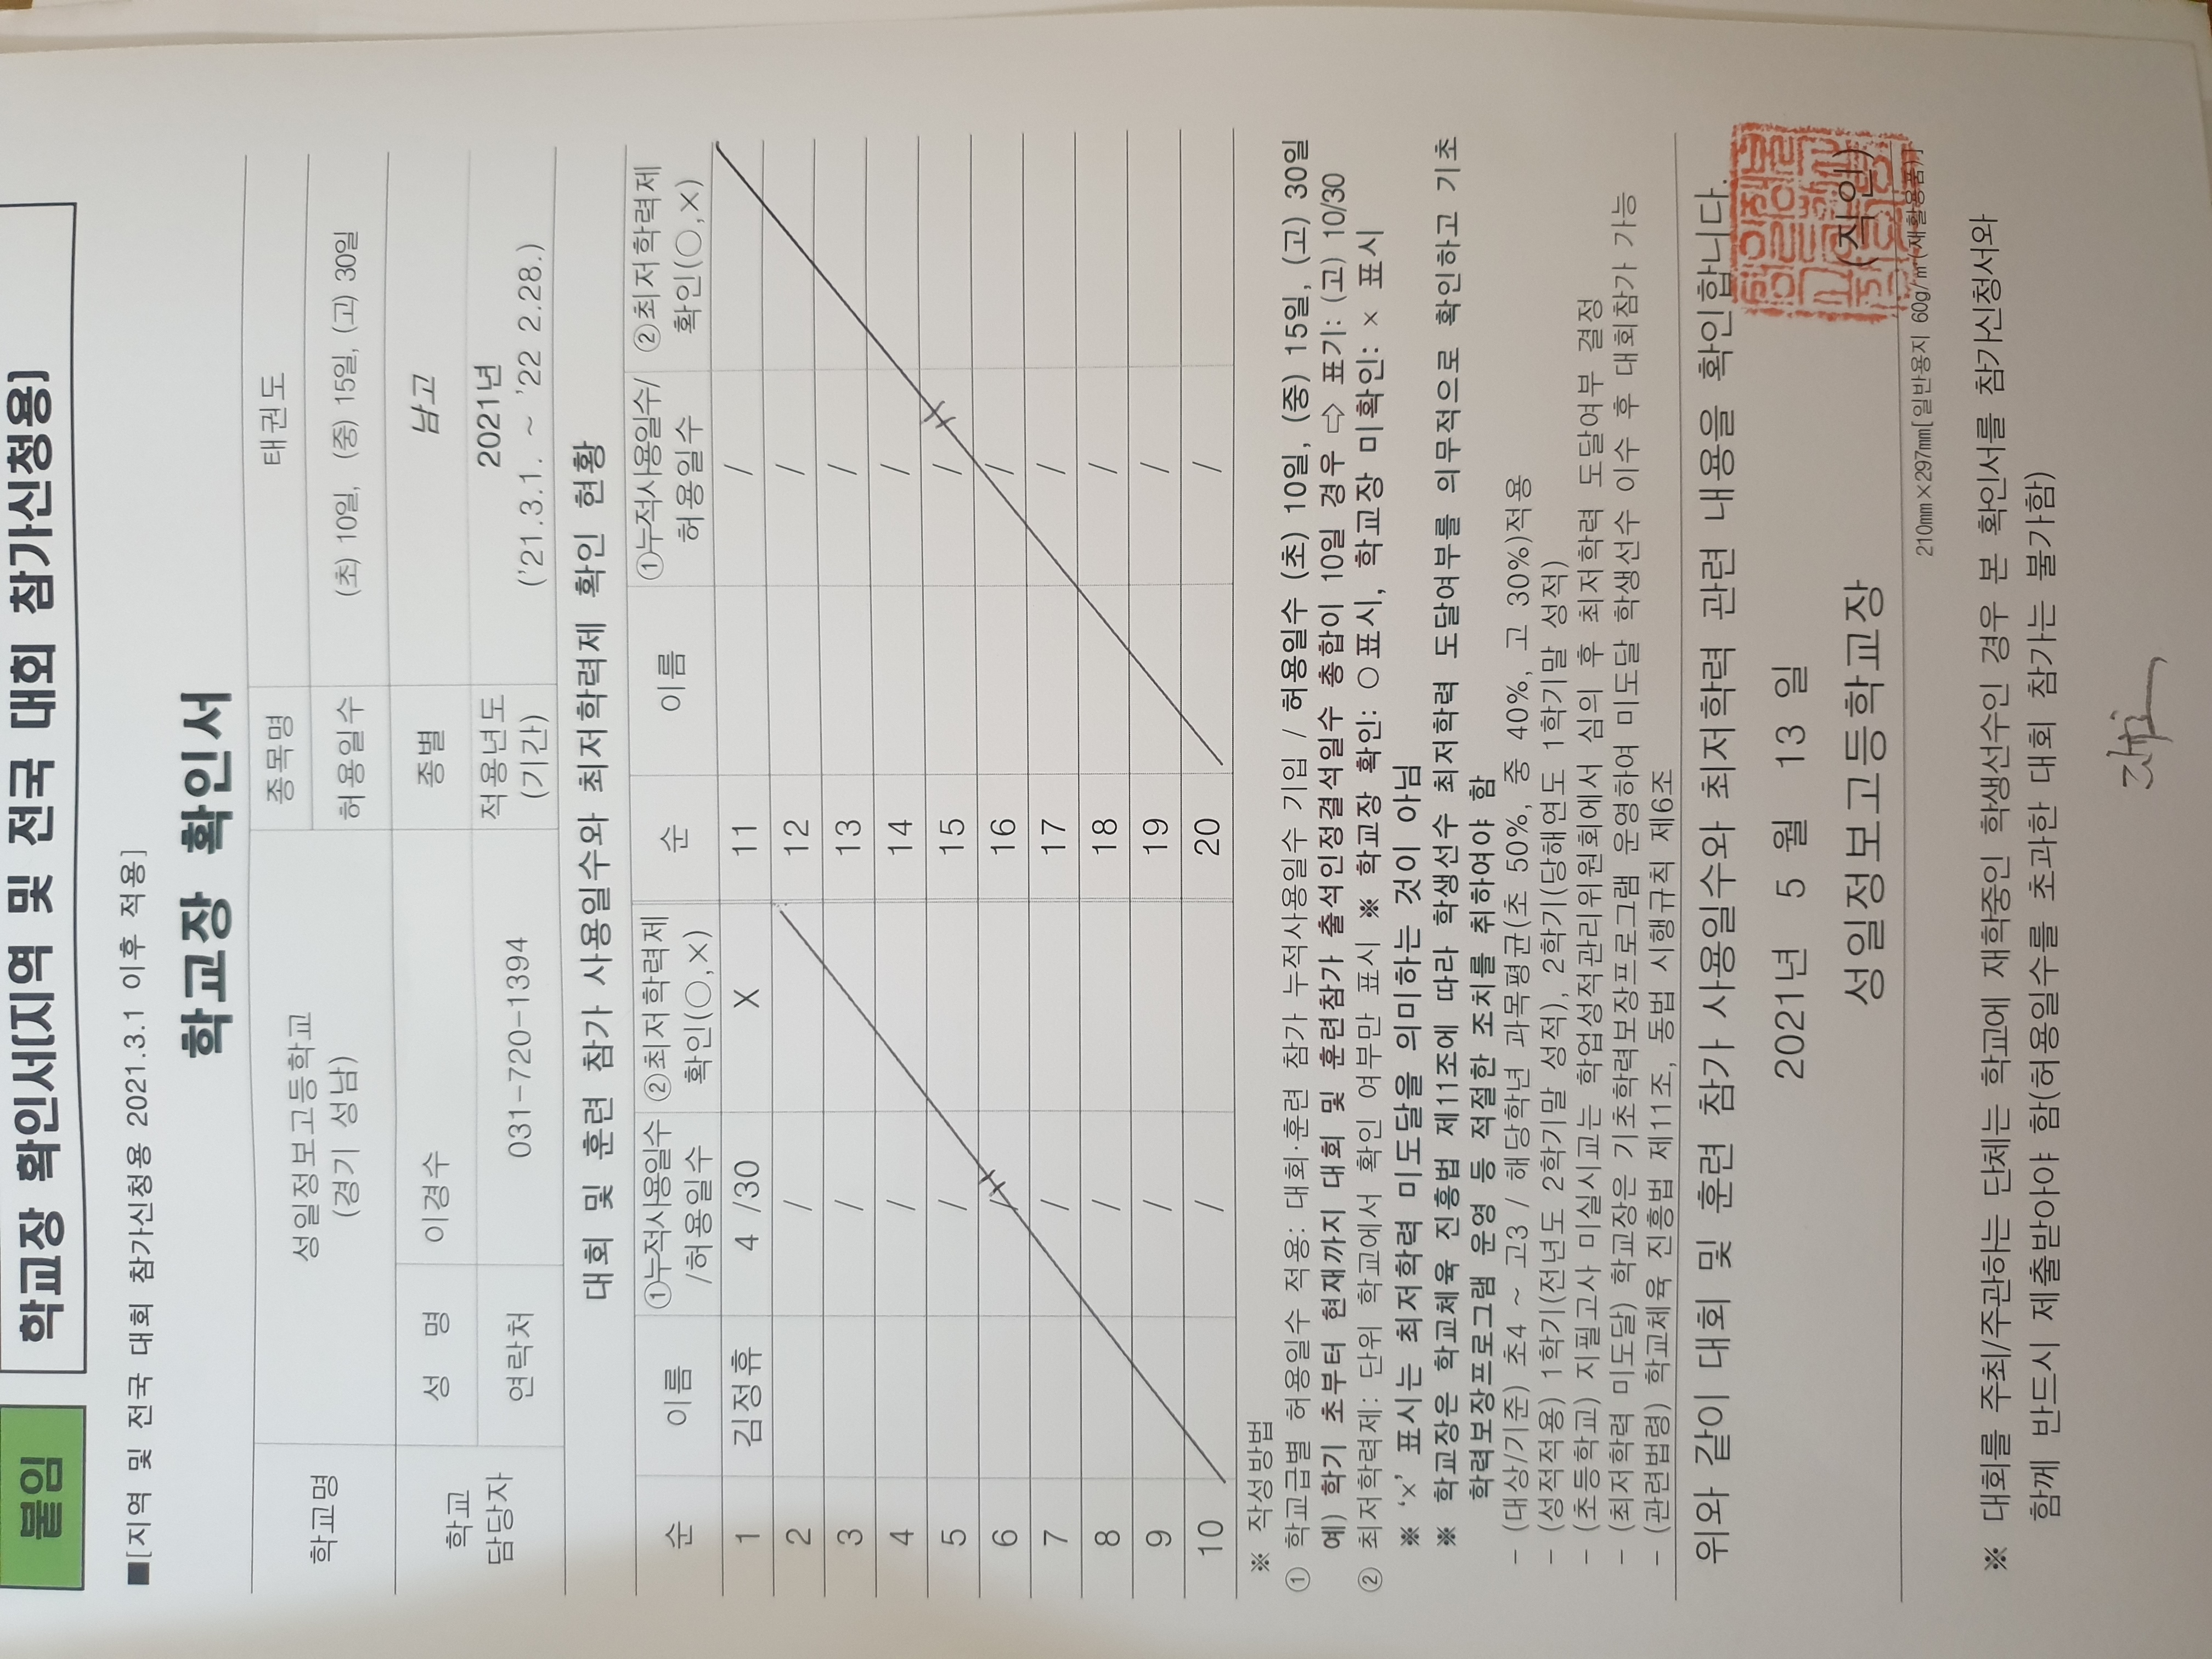 붙임 학교장 확인서[지역 및 전국 대회 참가신청용]
■[지역 및 전국 대회 참가신청용 2021.3.1 이후 적용]
학교장 확인서
학교명 성일정보고등학교 (경기 성남) 종목명 태권도
허용일수 (초) 10일, (중) 15일, (고) 30일
학교 담당자 성 명 이경수 종별 남고
연락처 031-720-1394 적용년도 (기간) 2021년 ('21.3.1. ~ '22 2.28.)
대회 및 훈련 참가 사용일수와 최저학력제 확인 현황
순 이름 ①누적사용일수 /허용일수 ②최저학력제 확인(○,×) 순 이름 ①누적사용일수/ 허용일수 ②최저학력제 확인(○,×)
1 김정휴 4 /30 X 11 /
2 / 12 /
3 / 13 /
4 / 14 /
5 / 15 /
6 / 16 /
7 / 17 /
8 / 18 /
9 / 19 /
10 / 20 /
※ 작성방법
① 학교급별 허용일수 적용: 대회·훈련 참가 누적사용일수 기입 / 허용일수 (초) 10일, (중) 15일, (고) 30일
예) 학기 초부터 현재까지 대회 및 훈련참가 출석인정결석일수 총합이 10일 경우 ⇨ 표기: (고) 10/30
② 최저학력제: 단위 학교에서 확인 여부만 표시 ※ 학교장 확인: ○표시, 학교장 미확인: × 표시
※ '×' 표시는 최저학력 미도달을 의미하는 것이 아님
※ 학교장은 학교체육 진흥법 제11조에 따라 학생선수 최저학력 도달여부를 의무적으로 확인하고 기초
학력보장프로그램 운영 등 적절한 조치를 취하여야 함
- (대상/기준) 초4 ~ 고3 / 해당학년 과목평균(초 50%, 중 40%, 고 30%)적용
- (성적적용) 1학기(전년도 2학기말 성적), 2학기(당해연도 1학기말 성적)
- (초등학교) 지필고사 미실시교는 학업성적관리위원회에서 심의 후 최저학력 도달여부 결정
- (최저학력 미도달) 학교장은 기초학력보장프로그램 운영하여 미도달 학생선수 이수 후 대회참가 가능
- (관련법령) 학교체육 진흥법 제11조, 동법 시행규칙 제6조
위와 같이 대회 및 훈련 참가 사용일수와 최저학력 관련 내용을 확인합니다.
2021년 5 월 13 일
성일정보고등학교장 (직인)
210mm×297mm[일반용지 60g/㎡(재활용품)]
※ 대회를 주최/주관하는 단체는 학교에 재학중인 학생선수인 경우 본 확인서를 참가신청서와
함께 반드시 제출받아야 함(허용일수를 초과한 대회 참가는 불가함)